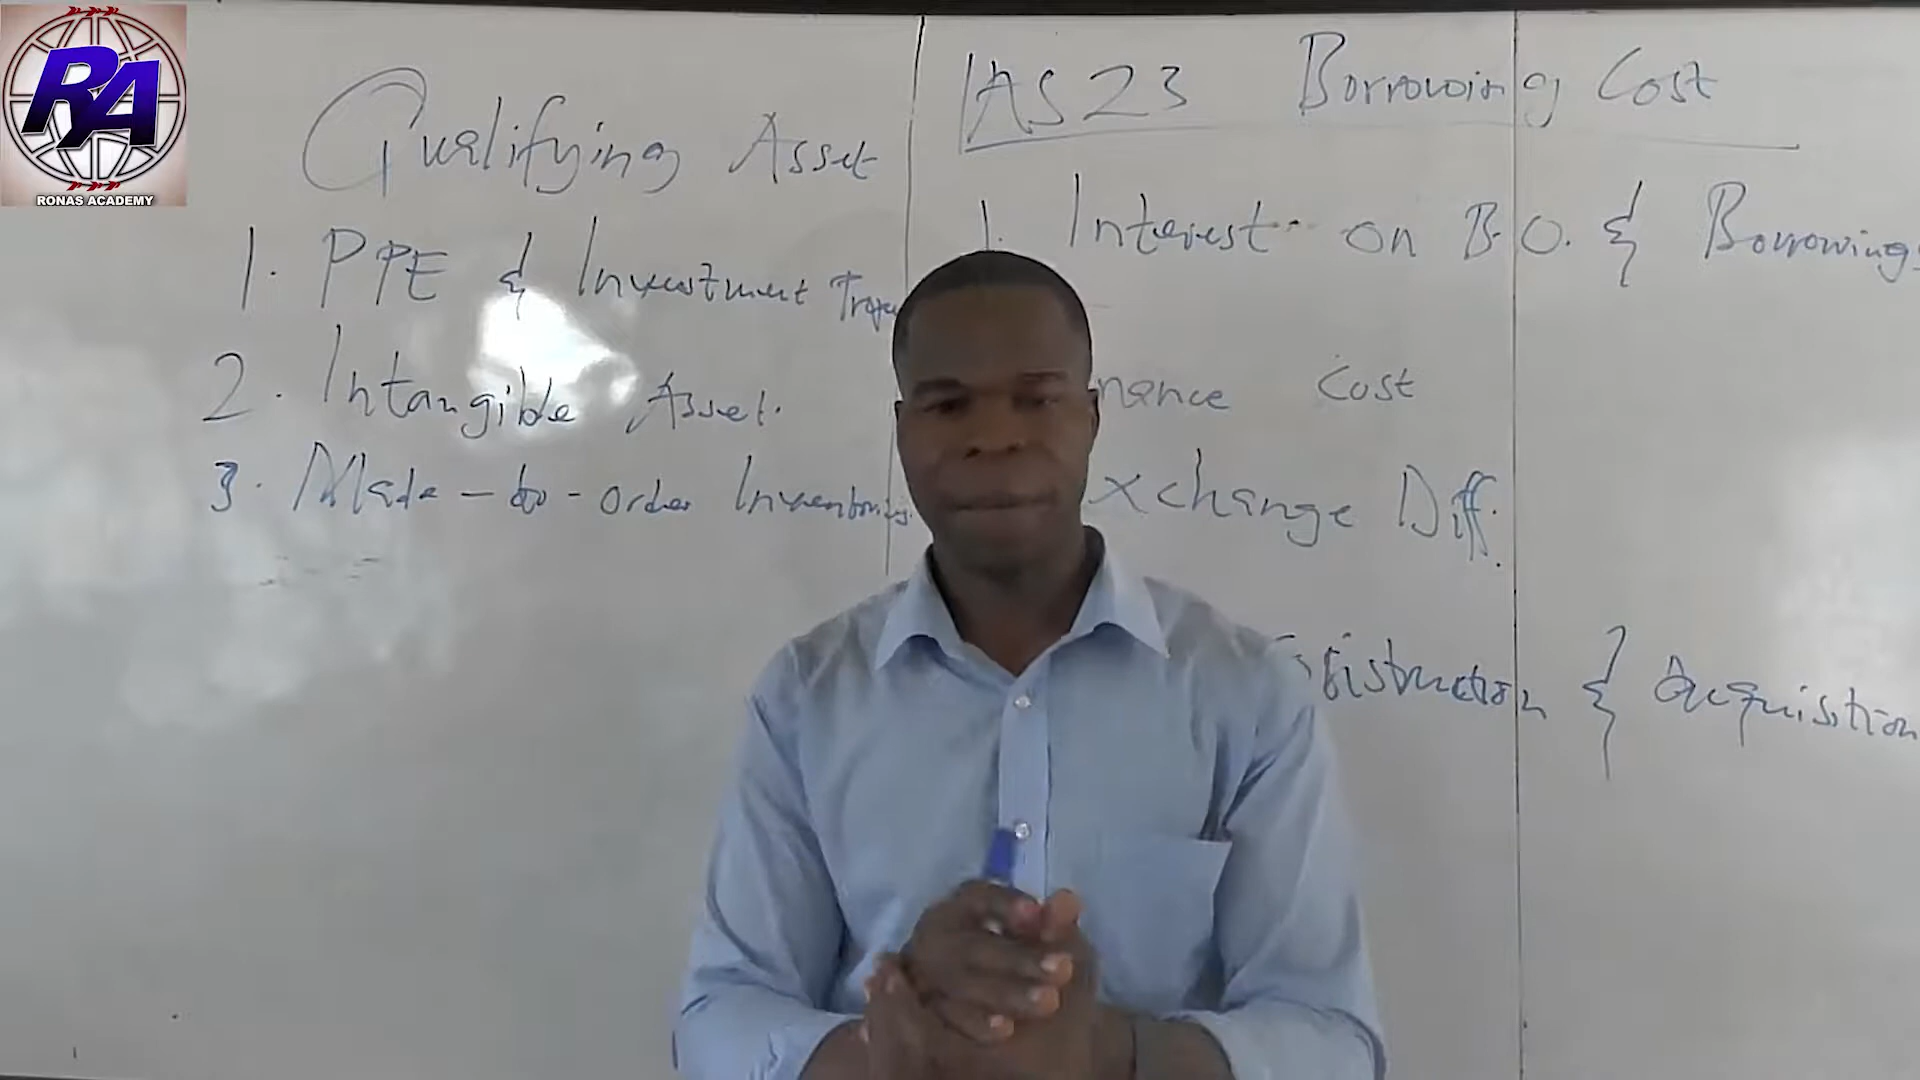 RA
RONAS ACADEMY
Qualifying Asset
1. PPE & Investment Prope
2. Intangible Asset.
3. Made-to-order Inventories.
IAS 23 Borrowing Cost
1. Interest on B.O. & Borrowings
nance Cost
xchange Diff.
struction & Acquisition